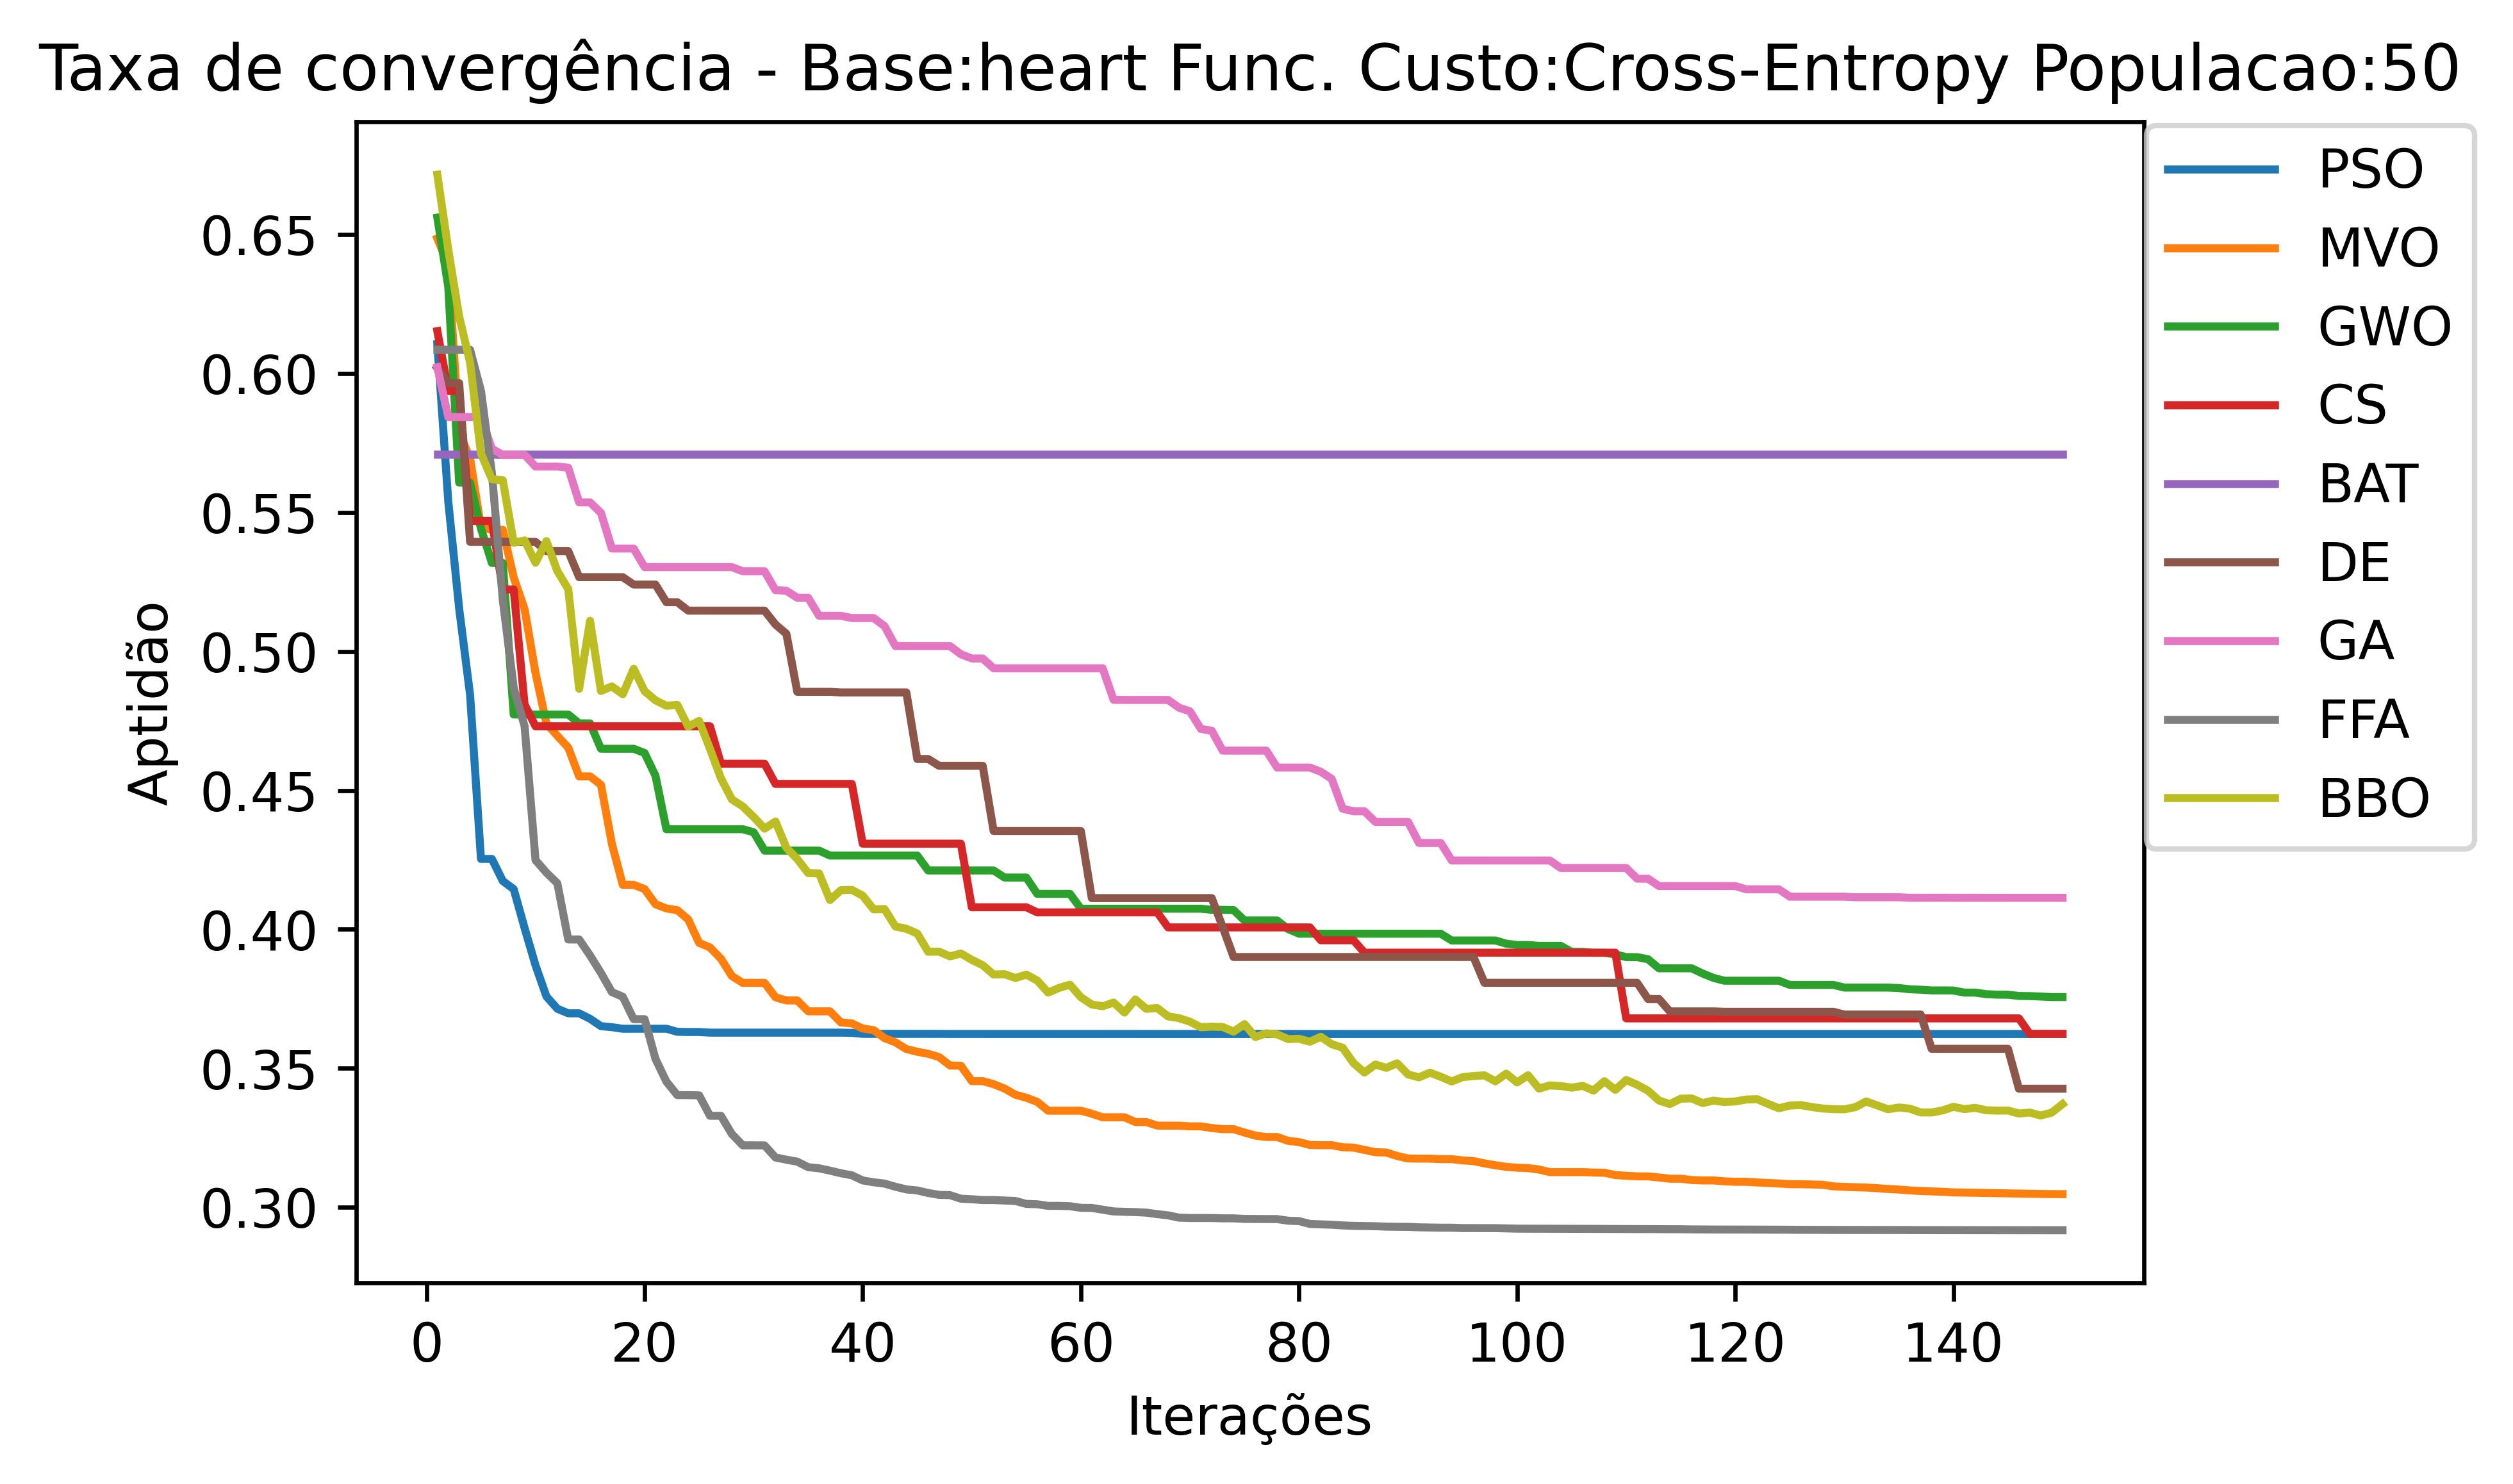 Taxa de convergência - Base:heart Func. Custo:Cross-Entropy Populacao:50
PSO
MVO
GWO
CS
BAT
DE
GA
FFA
BBO
0.65
0.60
0.55
0.50
0.45
0.40
0.35
0.30
Aptidão
0 20 40 60 80 100 120 140
Iterações